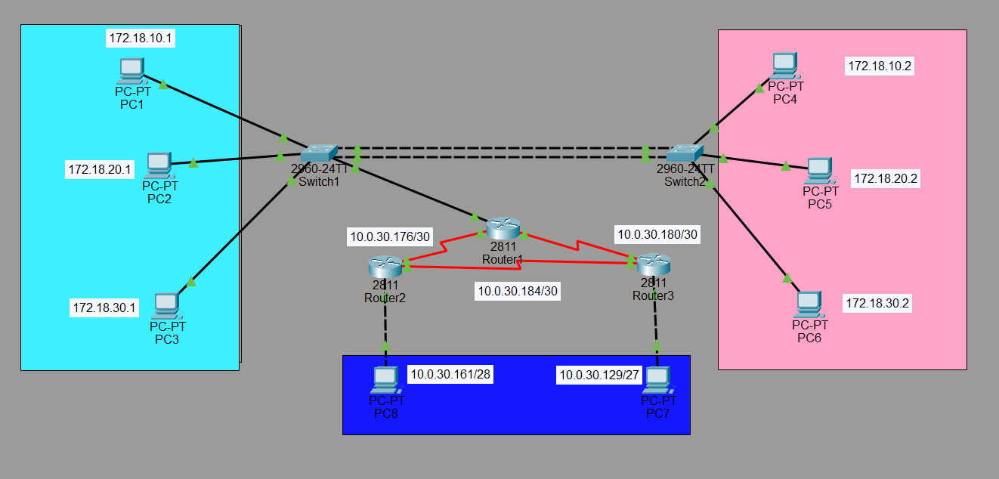 172.18.10.1
PC-PT
PC1
172.18.20.1
PC-PT
PC2
172.18.30.1
PC-PT
PC3
2960-24TT
Switch1
2960-24TT
Switch2
172.18.10.2
PC-PT
PC4
172.18.20.2
PC-PT
PC5
172.18.30.2
PC-PT
PC6
10.0.30.176/30
10.0.30.180/30
2811
Router1
2811
Router2
2811
Router3
10.0.30.184/30
10.0.30.161/28
PC-PT
PC8
10.0.30.129/27
PC-PT
PC7